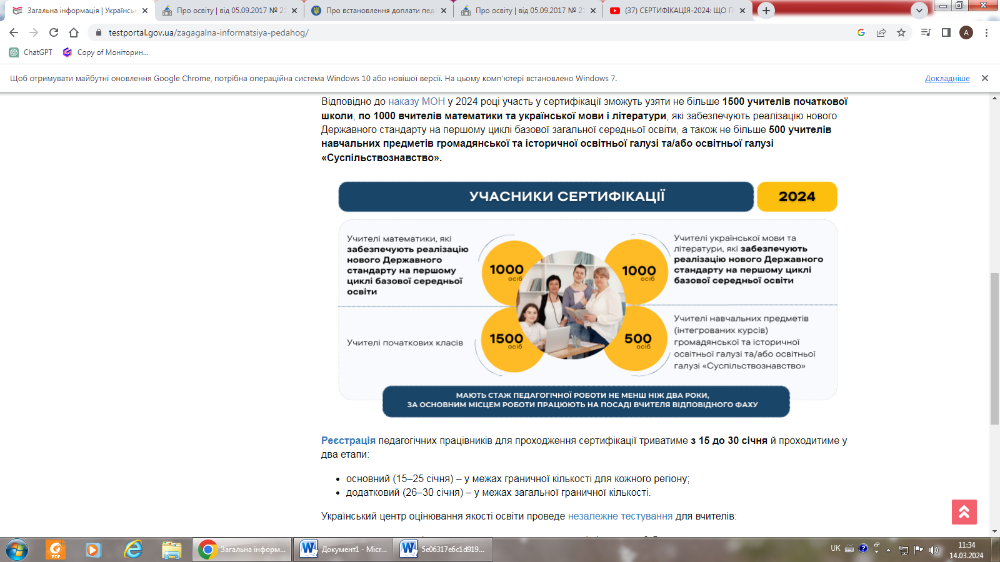 Загальна інформація | Українськ
Про освіту | від 05.09.2017 № 21
Про встановлення доплати пед
Про освіту | від 05.09.2017 № 21
(37) СЕРТИФІКАЦІЯ-2024: ЩО П
testportal.gov.ua/zagagalna-informatsiya-pedahog/
A
ChatGPT
Copy of Моніторин...
Щоб отримувати майбутні оновлення Google Chrome, потрібна операційна система Windows 10 або новішої версії. На цьому комп'ютері встановлено Windows 7.
Докладніше
Відповідно до наказу МОН у 2024 році участь у сертифікації зможуть узяти не більше 1500 учителів початкової
школи, по 1000 вчителів математики та української мови і літератури, які забезпечують реалізацію нового
Державного стандарту на першому циклі базової загальної середньої освіти, а також не більше 500 учителів
навчальних предметів громадянської та історичної освітньої галузі та/або освітньої галузі
«Суспільствознавство».
УЧАСНИКИ СЕРТИФІКАЦІЇ
2024
Учителі математики, які
забезпечують реалізацію
нового Державного
стандарту на першому
циклі базової середньої
освіти
1000
осіб
1000
осіб
Учителі української мови та
літератури, які забезпечують
реалізацію нового Державного
стандарту на першому циклі
базової середньої освіти
Учителі початкових класів
1500
осіб
500
осіб
Учителі навчальних предметів
(інтегрованих курсів)
громадянської та історичної
освітньої галузі та/або освітньої
галузі «Суспільствознавство»
МАЮТЬ СТАЖ ПЕДАГОГІЧНОЇ РОБОТИ НЕ МЕНШ НІЖ ДВА РОКИ,
ЗА ОСНОВНИМ МІСЦЕМ РОБОТИ ПРАЦЮЮТЬ НА ПОСАДІ ВЧИТЕЛЯ ВІДПОВІДНОГО ФАХУ
Реєстрація педагогічних працівників для проходження сертифікації триватиме з 15 до 30 січня й проходитиме у
два етапи:
• основний (15–25 січня) – у межах граничної кількості для кожного регіону;
• додатковий (26–30 січня) – у межах загальної граничної кількості.
Український центр оцінювання якості освіти проведе незалежне тестування для вчителів:
PDF
Загальна інформ...
Документ1 - Micr...
5e06317e6c1d919...
UK
11:34
14.03.2024